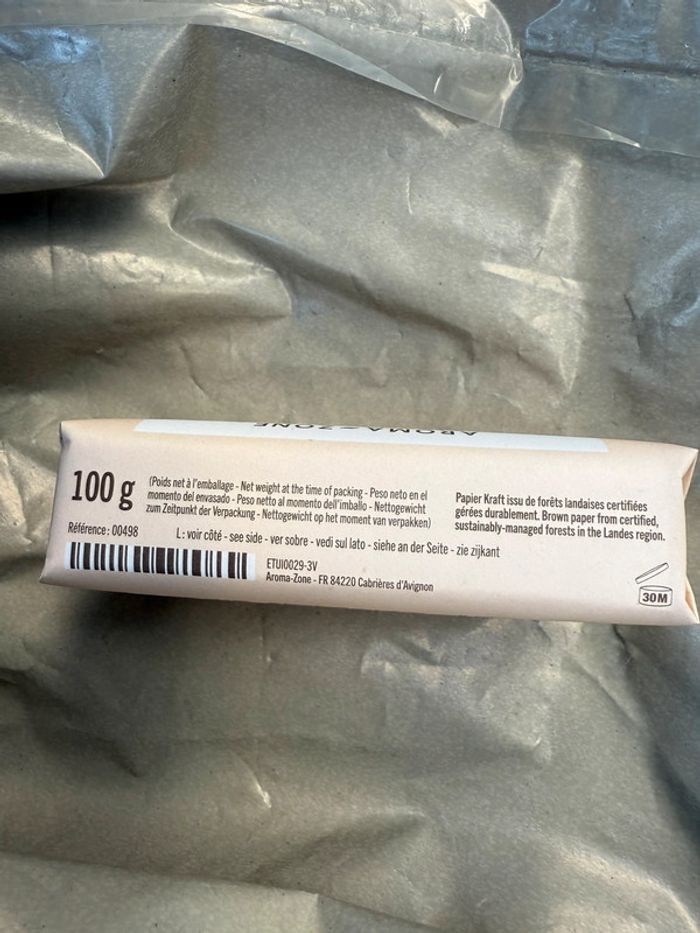 AROMA-ZONE
100 g
(Poids net à l'emballage - Net weight at the time of packing - Peso neto en el
momento del envasado - Peso netto al momento dell'imballo - Nettogewicht
zum Zeitpunkt der Verpackung - Nettogewicht op het moment van verpakken)
Référence : 00498
L : voir côté - see side - ver sobre - vedi sul lato - siehe an der Seite - zie zijkant
ETUI0029-3V
Aroma-Zone - FR 84220 Cabrières d'Avignon
Papier Kraft issu de forêts landaises certifiées
gérées durablement. Brown paper from certified,
sustainably-managed forests in the Landes region.
30M